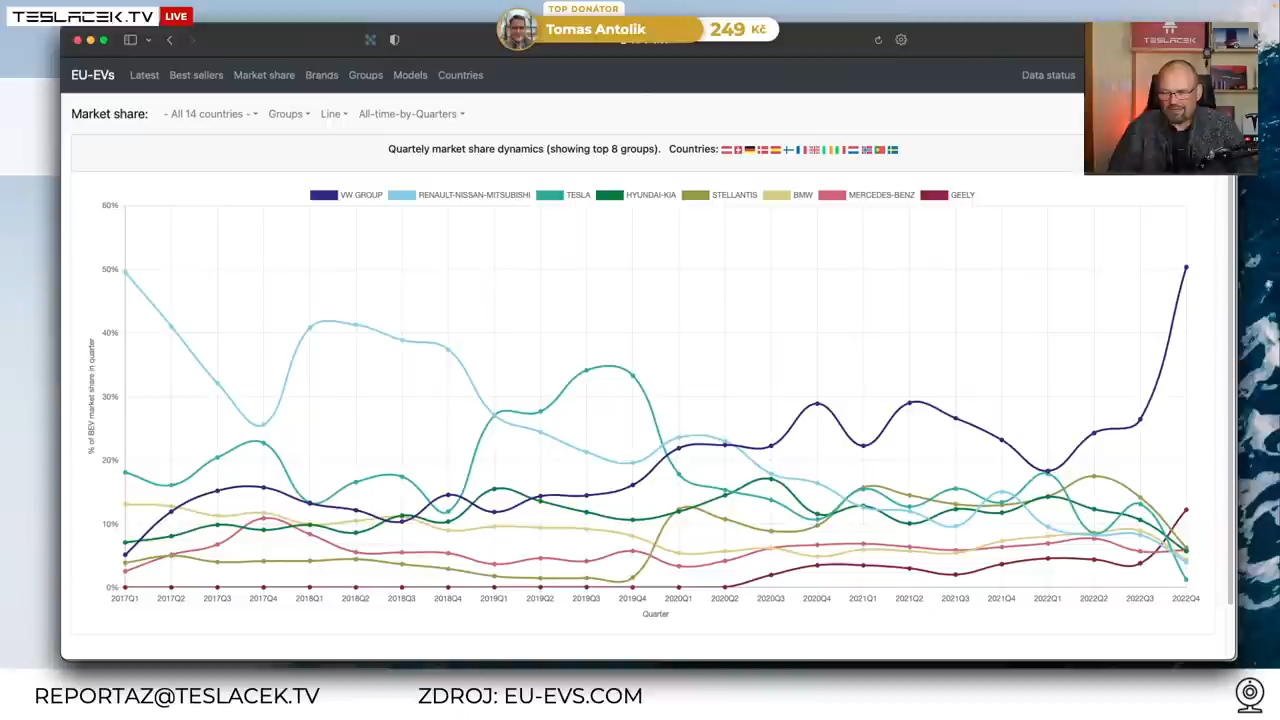 TESLACEK.TV LIVE
TOP DONÁTOR
Tomas Antolik 249 Kč
TESLACEK
EU-EVs Latest Best sellers Market share Brands Groups Models Countries Data status
Market share: - All 14 countries - Groups Line All-time-by-Quarters
Quartely market share dynamics (showing top 8 groups). Countries:
VW GROUP RENAULT-NISSAN-MITSUBISHI TESLA HYUNDAI-KIA STELLANTIS BMW MERCEDES-BENZ GEELY
60%
50%
40%
30%
20%
10%
0%
% of BEV market share in quarter
2017Q1 2017Q2 2017Q3 2017Q4 2018Q1 2018Q2 2018Q3 2018Q4 2019Q1 2019Q2 2019Q3 2019Q4 2020Q1 2020Q2 2020Q3 2020Q4 2021Q1 2021Q2 2021Q3 2021Q4 2022Q1 2022Q2 2022Q3 2022Q4
Quarter
REPORTAZ@TESLACEK.TV ZDROJ: EU-EVS.COM